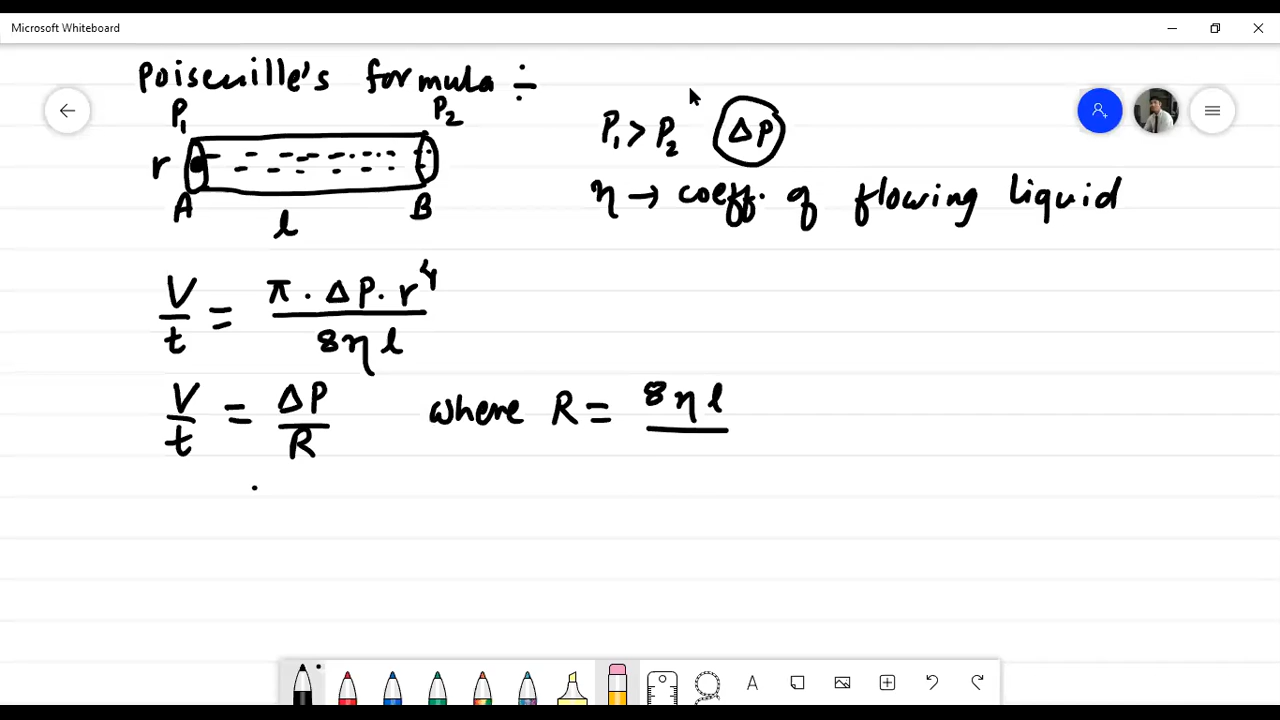 Microsoft Whiteboard
Poiseuille's formula ÷
P₁ P₂
r
A l B
P₁ > P₂ ΔP
η → coeff. of flowing liquid
V/t = π · ΔP · r⁴ / 8ηl
V/t = ΔP/R where R = 8ηl
A